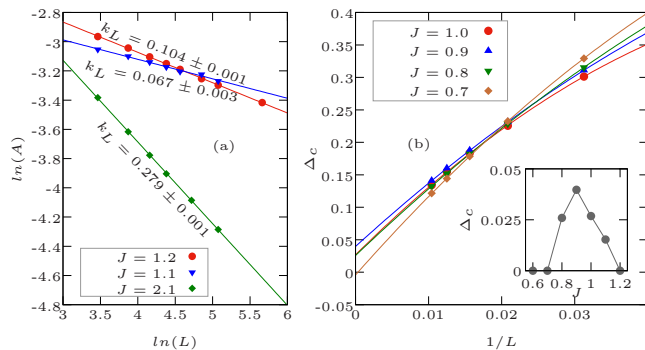 -2.8
-3
-3.2
-3.4
-3.6
-3.8
-4
-4.2
-4.4
-4.6
-4.8
3 3.5 4 4.5 5 5.5 6
ln(A)
ln(L)
k_L = 0.104 ± 0.001
k_L = 0.067 ± 0.003
k_L = 0.279 ± 0.001
(a)
J = 1.2
J = 1.1
J = 2.1
0.4
0.35
0.3
0.25
0.2
0.15
0.1
0.05
0
-0.05
0 0.01 0.02 0.03
Δc
1/L
J = 1.0
J = 0.9
J = 0.8
J = 0.7
(b)
0.05
0
0.6 0.8 1 1.2
Δc
J